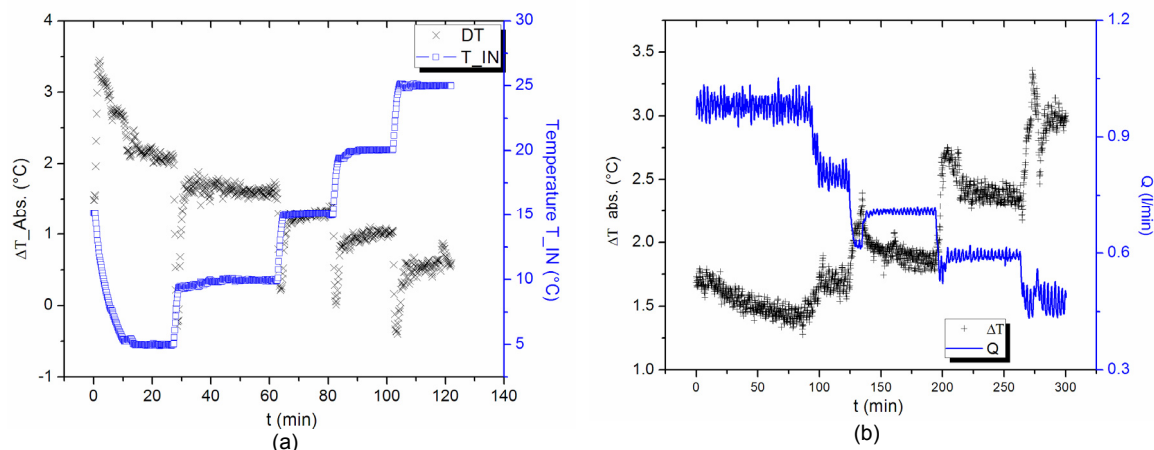 4
3
2
1
0
-1
ΔT_Abs. (°C)
0 20 40 60 80 100 120 140
t (min)
30
25
20
15
10
5
Temperature T_IN (°C)
DT
T_IN
(a)
3.5
3.0
2.5
2.0
1.5
1.0
ΔT abs. (°C)
0 50 100 150 200 250 300
t (min)
1
0.9
0.6
0.3
Q (l/min)
ΔT
Q
(b)